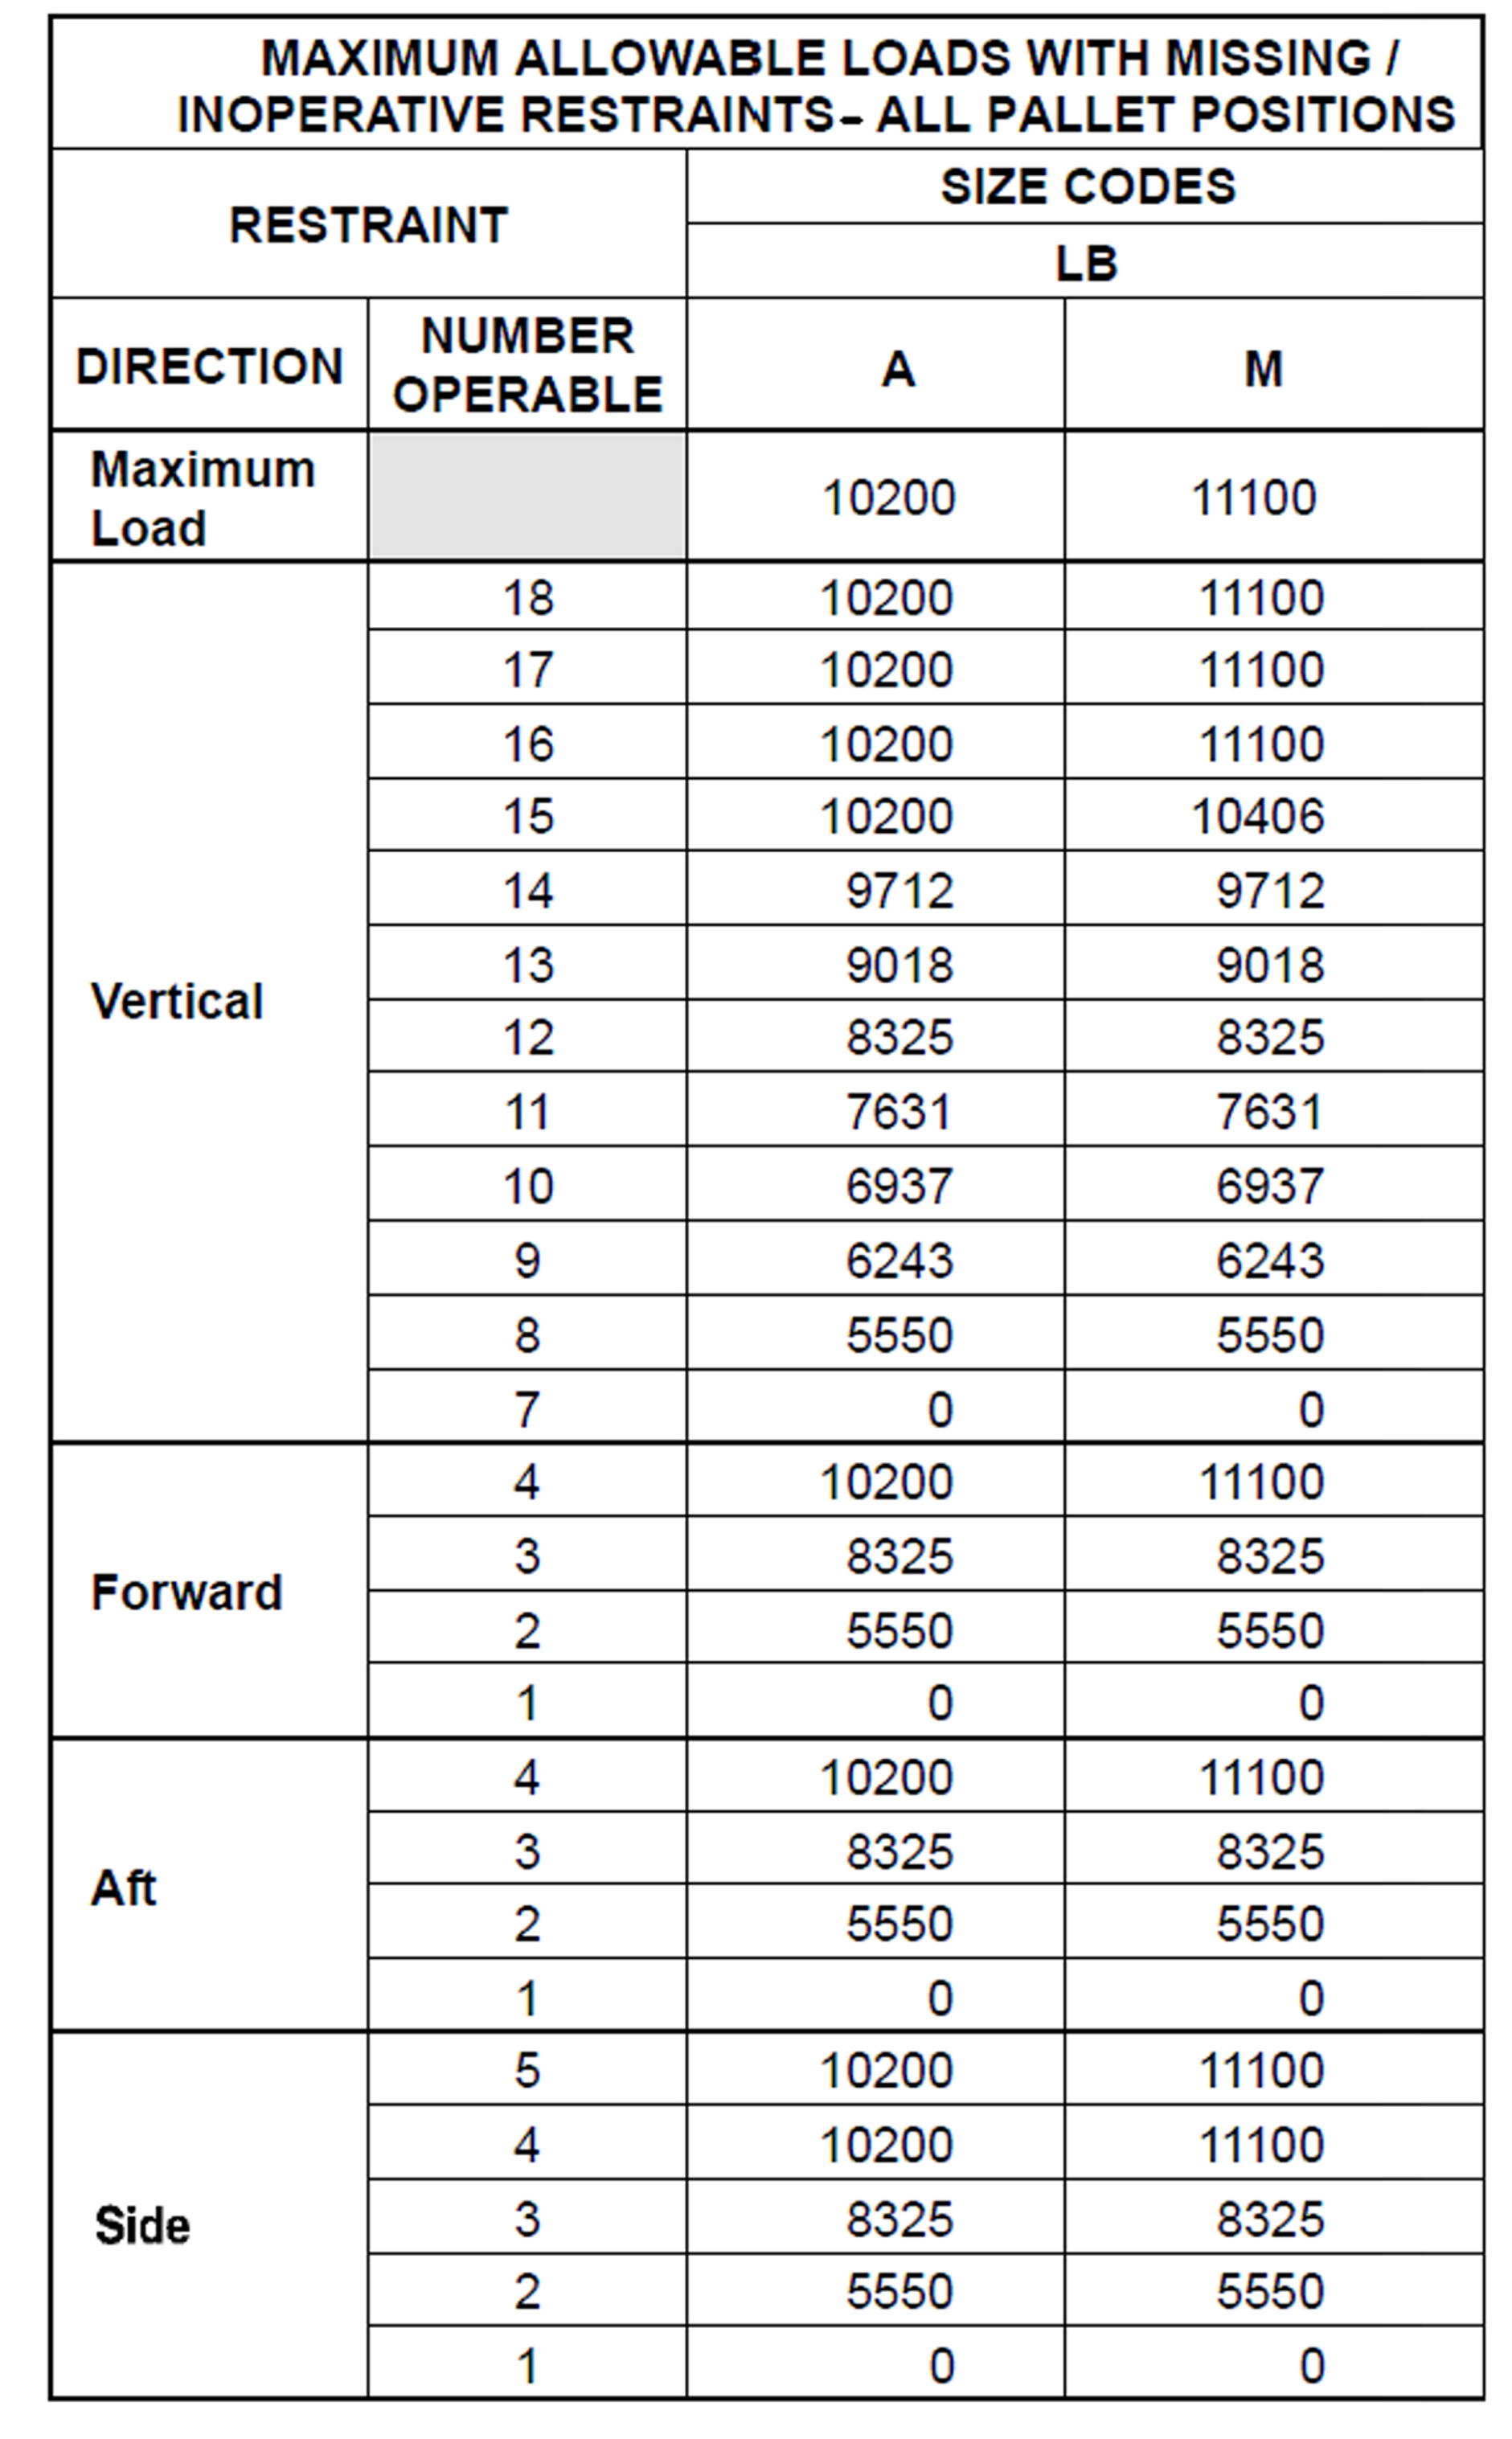 MAXIMUM ALLOWABLE LOADS WITH MISSING /
INOPERATIVE RESTRAINTS – ALL PALLET POSITIONS
RESTRAINT
SIZE CODES
LB
DIRECTION
NUMBER
OPERABLE
A
M
Maximum
Load
10200 11100
Vertical
18 10200 11100
17 10200 11100
16 10200 11100
15 10200 10406
14 9712 9712
13 9018 9018
12 8325 8325
11 7631 7631
10 6937 6937
9 6243 6243
8 5550 5550
7 0 0
Forward
4 10200 11100
3 8325 8325
2 5550 5550
1 0 0
Aft
4 10200 11100
3 8325 8325
2 5550 5550
1 0 0
Side
5 10200 11100
4 10200 11100
3 8325 8325
2 5550 5550
1 0 0